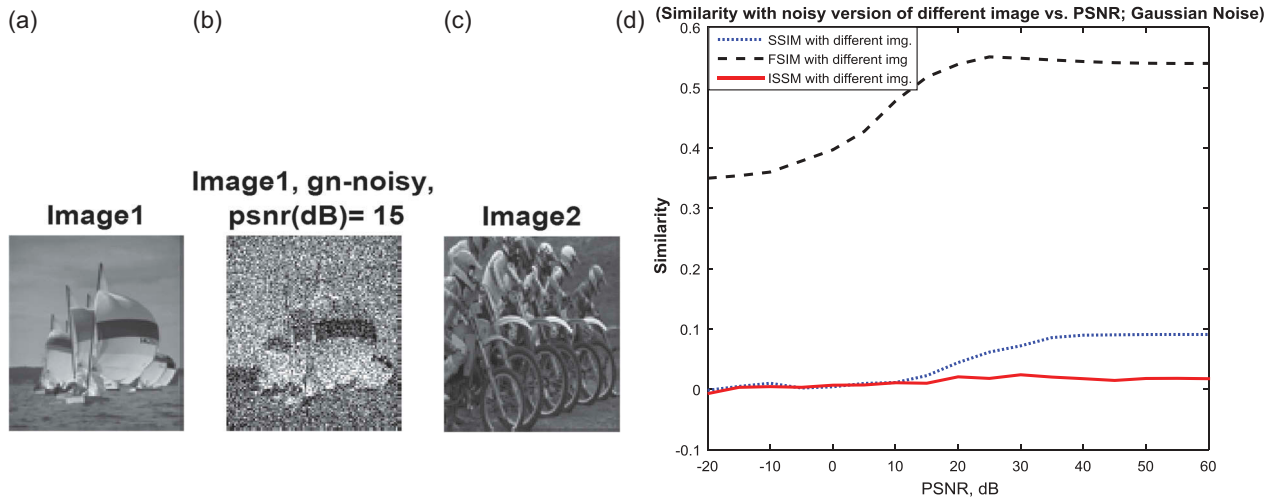 (a)
(b)
(c)
(d)
Image1
Image1, gn-noisy,
psnr(dB)= 15
Image2
(Similarity with noisy version of different image vs. PSNR; Gaussian Noise)
SSIM with different img.
FSIM with different img
ISSM with different img.
0.6
0.5
0.4
0.3
0.2
0.1
0
-0.1
Similarity
-20
-10
0
10
20
30
40
50
60
PSNR, dB